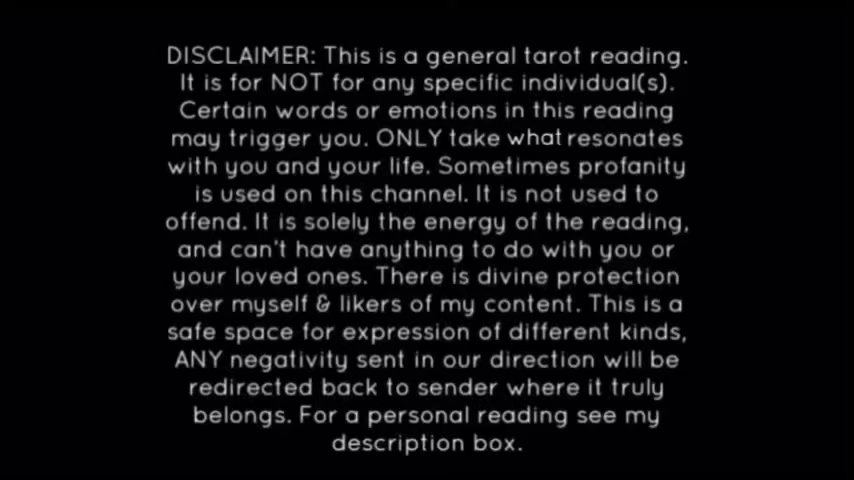 DISCLAIMER: This is a general tarot reading.
It is for NOT for any specific individual(s).
Certain words or emotions in this reading
may trigger you. ONLY take what resonates
with you and your life. Sometimes profanity
is used on this channel. It is not used to
offend. It is solely the energy of the reading,
and can't have anything to do with you or
your loved ones. There is divine protection
over myself & likers of my content. This is a
safe space for expression of different kinds,
ANY negativity sent in our direction will be
redirected back to sender where it truly
belongs. For a personal reading see my
description box.